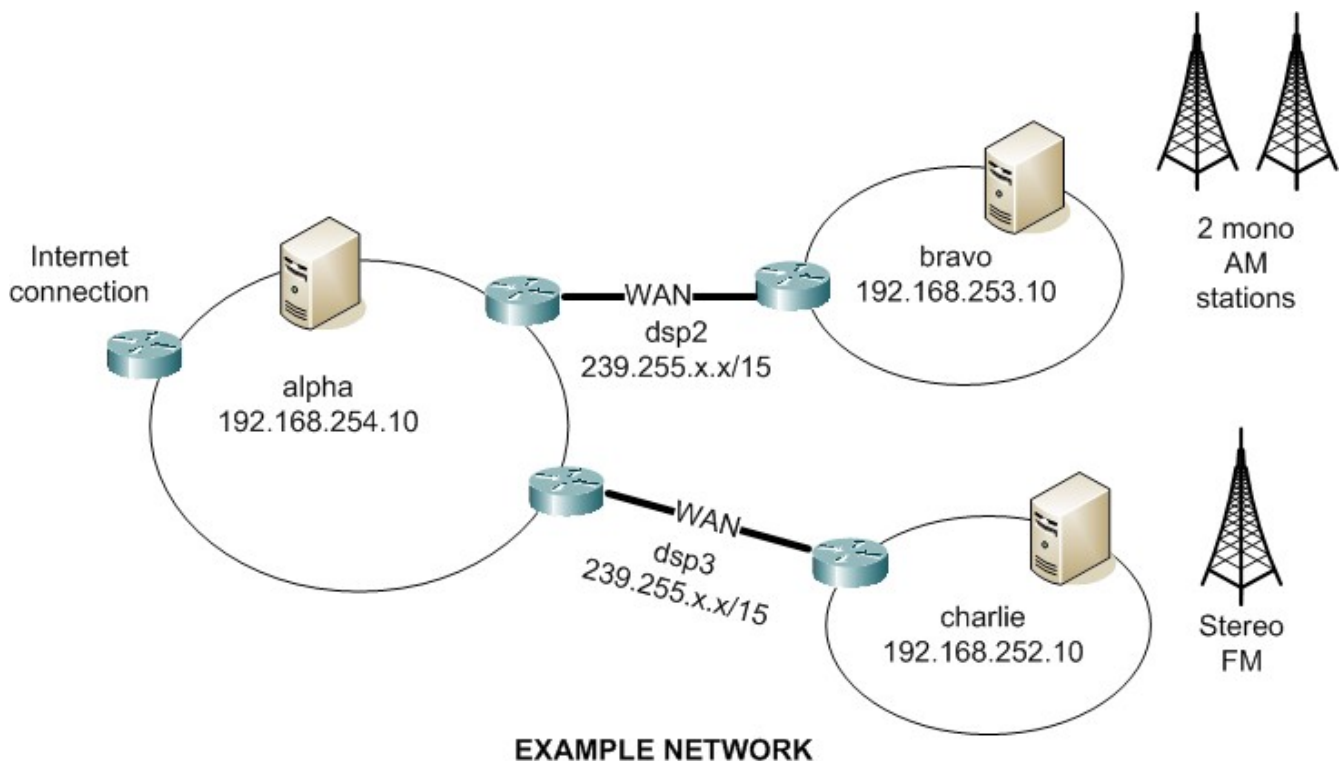 Internet
connection
alpha
192.168.254.10
WAN
dsp2
239.255.x.x/15
bravo
192.168.253.10
2 mono
AM
stations
WAN
dsp3
239.255.x.x/15
charlie
192.168.252.10
Stereo
FM
EXAMPLE NETWORK